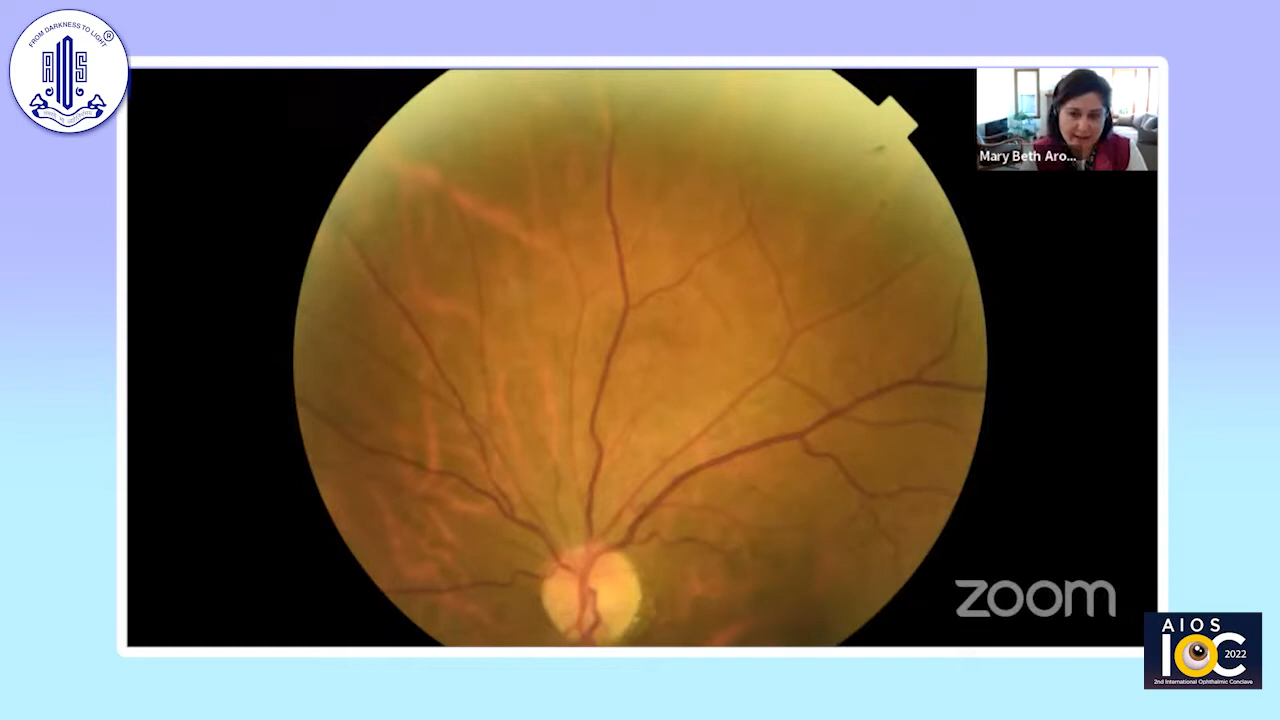 FROM DARKNESS TO LIGHT
®
AIOS
Mary Beth Aro...
zoom
AIOS
IOC
2022
2nd International Ophthalmic Conclave